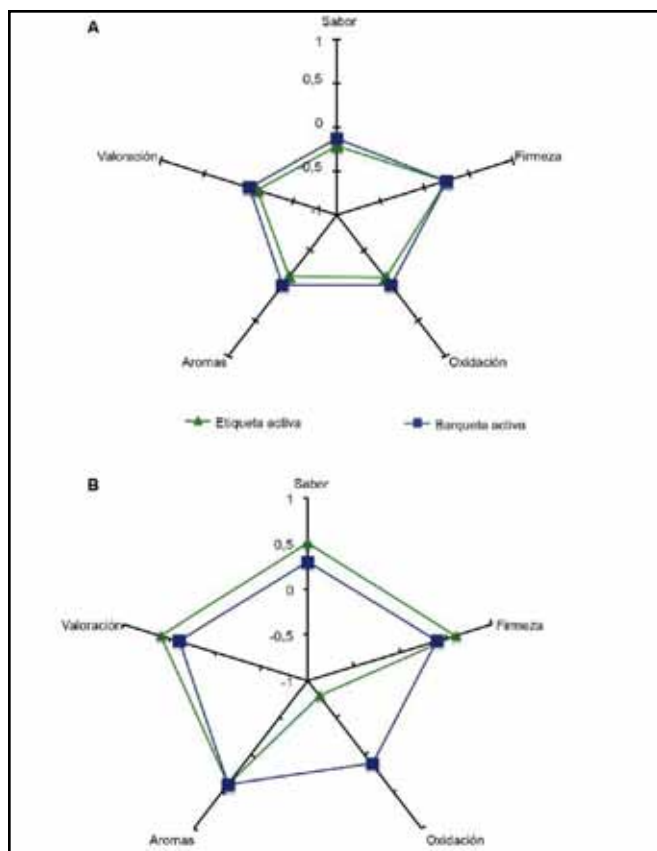 A
Sabor
1
0,5
0
-0,5
-1
Valoración
Firmeza
Aromas
Oxidación
Etiqueta activa
Barqueta activa
B
Sabor
1
0,5
0
-0,5
-1
Valoración
Firmeza
Aromas
Oxidación